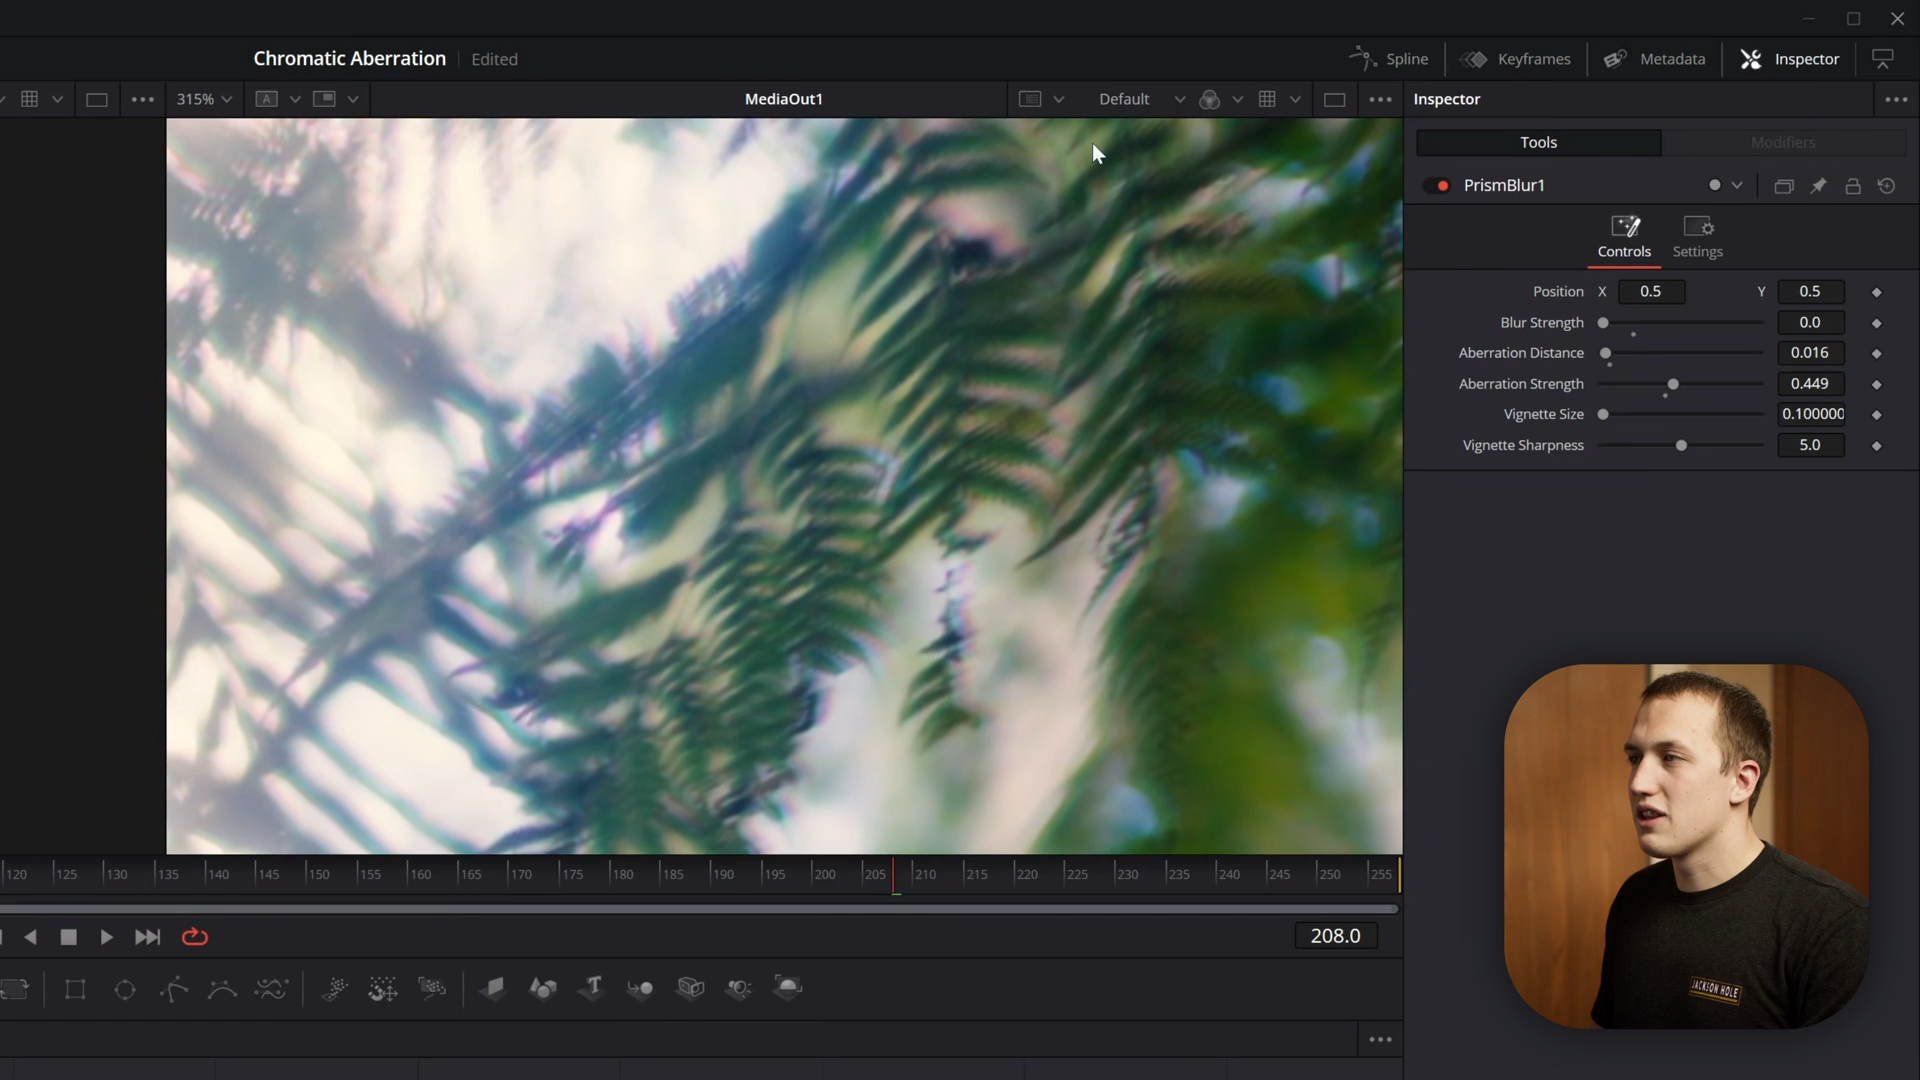 Chromatic Aberration Edited
Spline Keyframes Metadata Inspector
315% A MediaOut1 Default Inspector
Tools Modifiers
PrismBlur1
Controls Settings
Position X 0.5 Y 0.5
Blur Strength 0.0
Aberration Distance 0.016
Aberration Strength 0.449
Vignette Size 0.100000
Vignette Sharpness 5.0
120 125 130 135 140 145 150 155 160 165 170 175 180 185 190 195 200 205 210 215 220 225 230 235 240 245 250 255
208.0
T
JACKSON HOLE